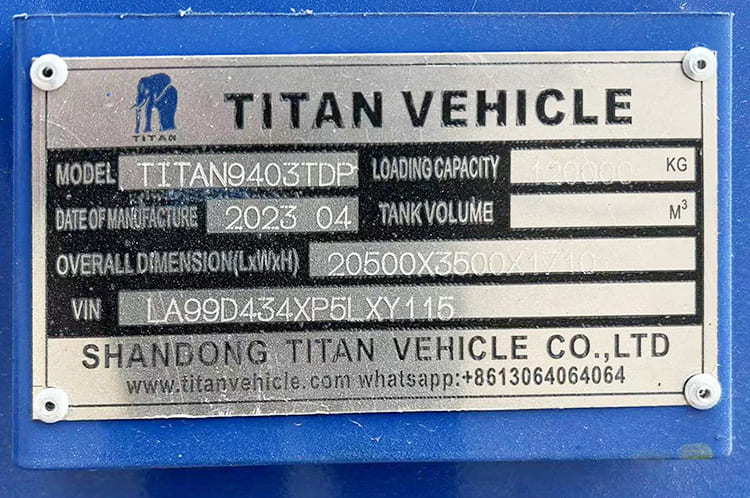 TITAN
TITAN VEHICLE
MODEL TITAN9403TDP LOADING CAPACITY 120000 KG
DATE OF MANUFACTURE 2023 04 TANK VOLUME M³
OVERALL DIMENSION(LxWxH) 20500X3500X1710
VIN LA99D434XP5LXY115
SHANDONG TITAN VEHICLE CO.,LTD
www.titanvehicle.com whatsapp:+8613064064064